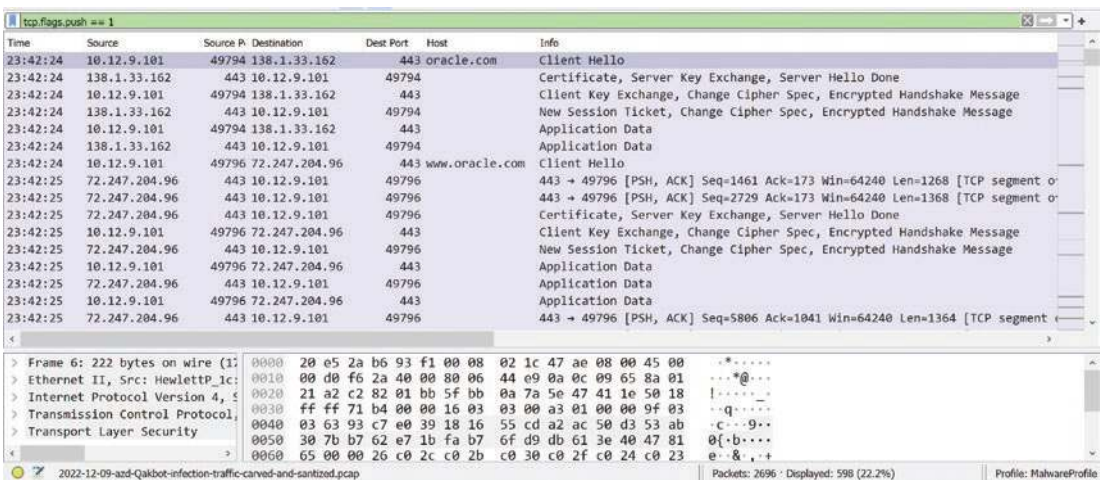 tcp.flags.push == 1
Time Source Source P Destination Dest Port Host Info
23:42:24 10.12.9.101 49794 138.1.33.162 443 oracle.com Client Hello
23:42:24 138.1.33.162 443 10.12.9.101 49794 Certificate, Server Key Exchange, Server Hello Done
23:42:24 10.12.9.101 49794 138.1.33.162 443 Client Key Exchange, Change Cipher Spec, Encrypted Handshake Message
23:42:24 138.1.33.162 443 10.12.9.101 49794 New Session Ticket, Change Cipher Spec, Encrypted Handshake Message
23:42:24 10.12.9.101 49794 138.1.33.162 443 Application Data
23:42:24 138.1.33.162 443 10.12.9.101 49794 Application Data
23:42:24 10.12.9.101 49796 72.247.204.96 443 www.oracle.com Client Hello
23:42:25 72.247.204.96 443 10.12.9.101 49796 443 → 49796 [PSH, ACK] Seq=1461 Ack=173 Win=64240 Len=1268 [TCP segment o
23:42:25 72.247.204.96 443 10.12.9.101 49796 443 → 49796 [PSH, ACK] Seq=2729 Ack=173 Win=64240 Len=1368 [TCP segment o
23:42:25 72.247.204.96 443 10.12.9.101 49796 Certificate, Server Key Exchange, Server Hello Done
23:42:25 10.12.9.101 49796 72.247.204.96 443 Client Key Exchange, Change Cipher Spec, Encrypted Handshake Message
23:42:25 72.247.204.96 443 10.12.9.101 49796 New Session Ticket, Change Cipher Spec, Encrypted Handshake Message
23:42:25 10.12.9.101 49796 72.247.204.96 443 Application Data
23:42:25 72.247.204.96 443 10.12.9.101 49796 Application Data
23:42:25 10.12.9.101 49796 72.247.204.96 443 Application Data
23:42:25 72.247.204.96 443 10.12.9.101 49796 443 → 49796 [PSH, ACK] Seq=5806 Ack=1041 Win=64240 Len=1364 [TCP segment
> Frame 6: 222 bytes on wire (17
> Ethernet II, Src: HewlettP_1c:
> Internet Protocol Version 4, S
> Transmission Control Protocol,
> Transport Layer Security
0000 20 e5 2a b6 93 f1 00 08 02 1c 47 ae 08 00 45 00 ·*·····
0010 00 d0 f6 2a 40 00 80 06 44 e9 0a 0c 09 65 8a 01 ···*@···
0020 21 a2 c2 82 01 bb 5f bb 0a 7a 5e 47 41 1e 50 18 !·····_·
0030 ff ff 71 b4 00 00 16 03 03 00 a3 01 00 00 9f 03 ··q·····
0040 03 63 93 c7 e0 39 18 16 55 cd a2 ac 50 d3 53 ab ·c···9··
0050 30 7b b7 62 e7 1b fa b7 6f d9 db 61 3e 40 47 81 0{·b····
0060 65 00 00 26 c0 2c c0 2b c0 30 c0 2f c0 24 c0 23 e··&·,·+
2022-12-09-azd-Qakbot-infection-traffic-carved-and-santized.pcap Packets: 2696 · Displayed: 598 (22.2%) Profile: MalwareProfile